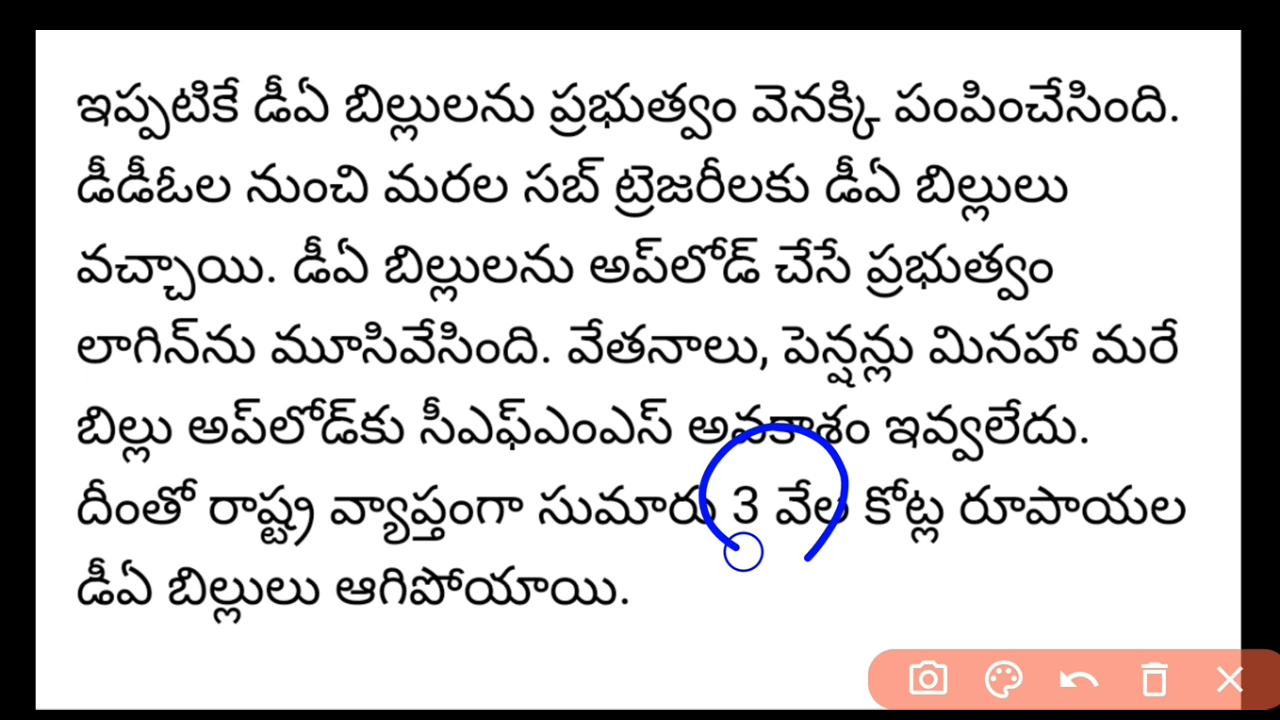 ఇప్పటికే డీఏ బిల్లులను ప్రభుత్వం వెనక్కి పంపించేసింది.
డీడీఓల నుంచి మరల సబ్ ట్రెజరీలకు డీఏ బిల్లులు
వచ్చాయి. డీఏ బిల్లులను అప్‌లోడ్ చేసే ప్రభుత్వం
లాగిన్‌ను మూసివేసింది. వేతనాలు, పెన్షన్లు మినహా మరే
బిల్లు అప్‌లోడ్‌కు సీఎఫ్ఎంఎస్ అవకాశం ఇవ్వలేదు.
దీంతో రాష్ట్ర వ్యాప్తంగా సుమారు 3 వేల కోట్ల రూపాయల
డీఏ బిల్లులు ఆగిపోయాయి.